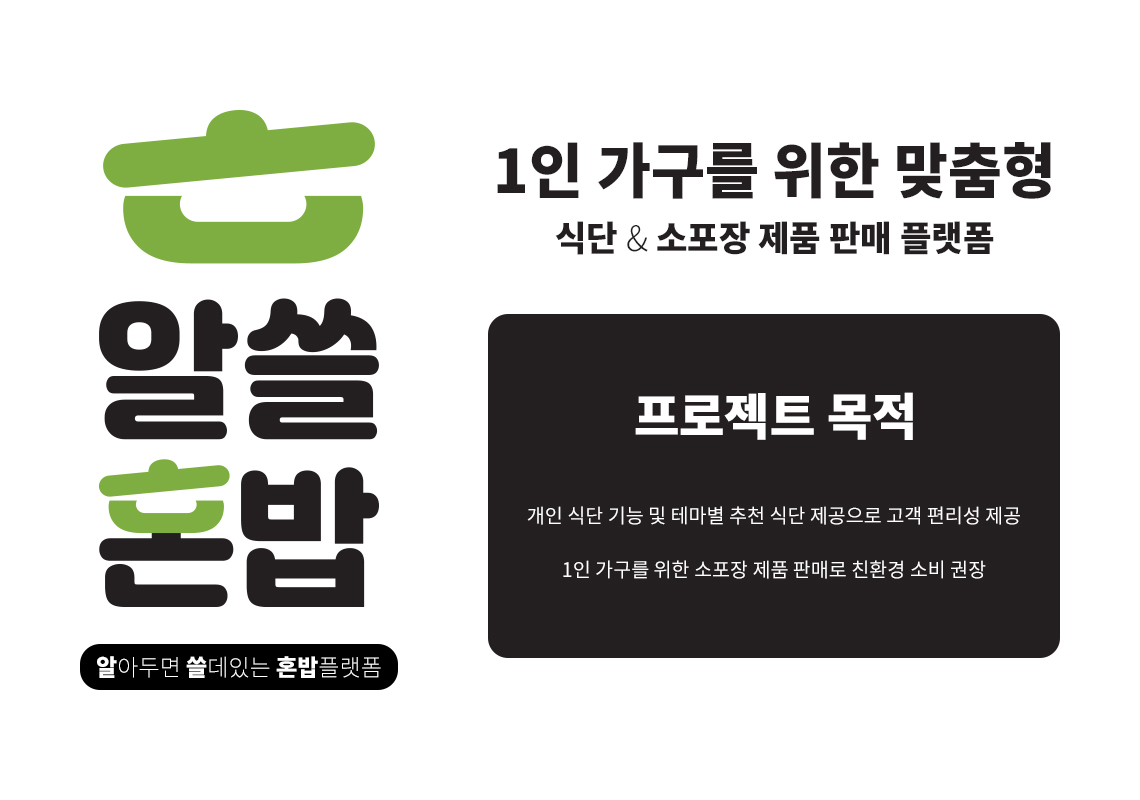 알쓸
혼밥
알아두면 쓸데있는 혼밥플랫폼
1인 가구를 위한 맞춤형
식단 & 소포장 제품 판매 플랫폼
프로젝트 목적
개인 식단 기능 및 테마별 추천 식단 제공으로 고객 편리성 제공
1인 가구를 위한 소포장 제품 판매로 친환경 소비 권장